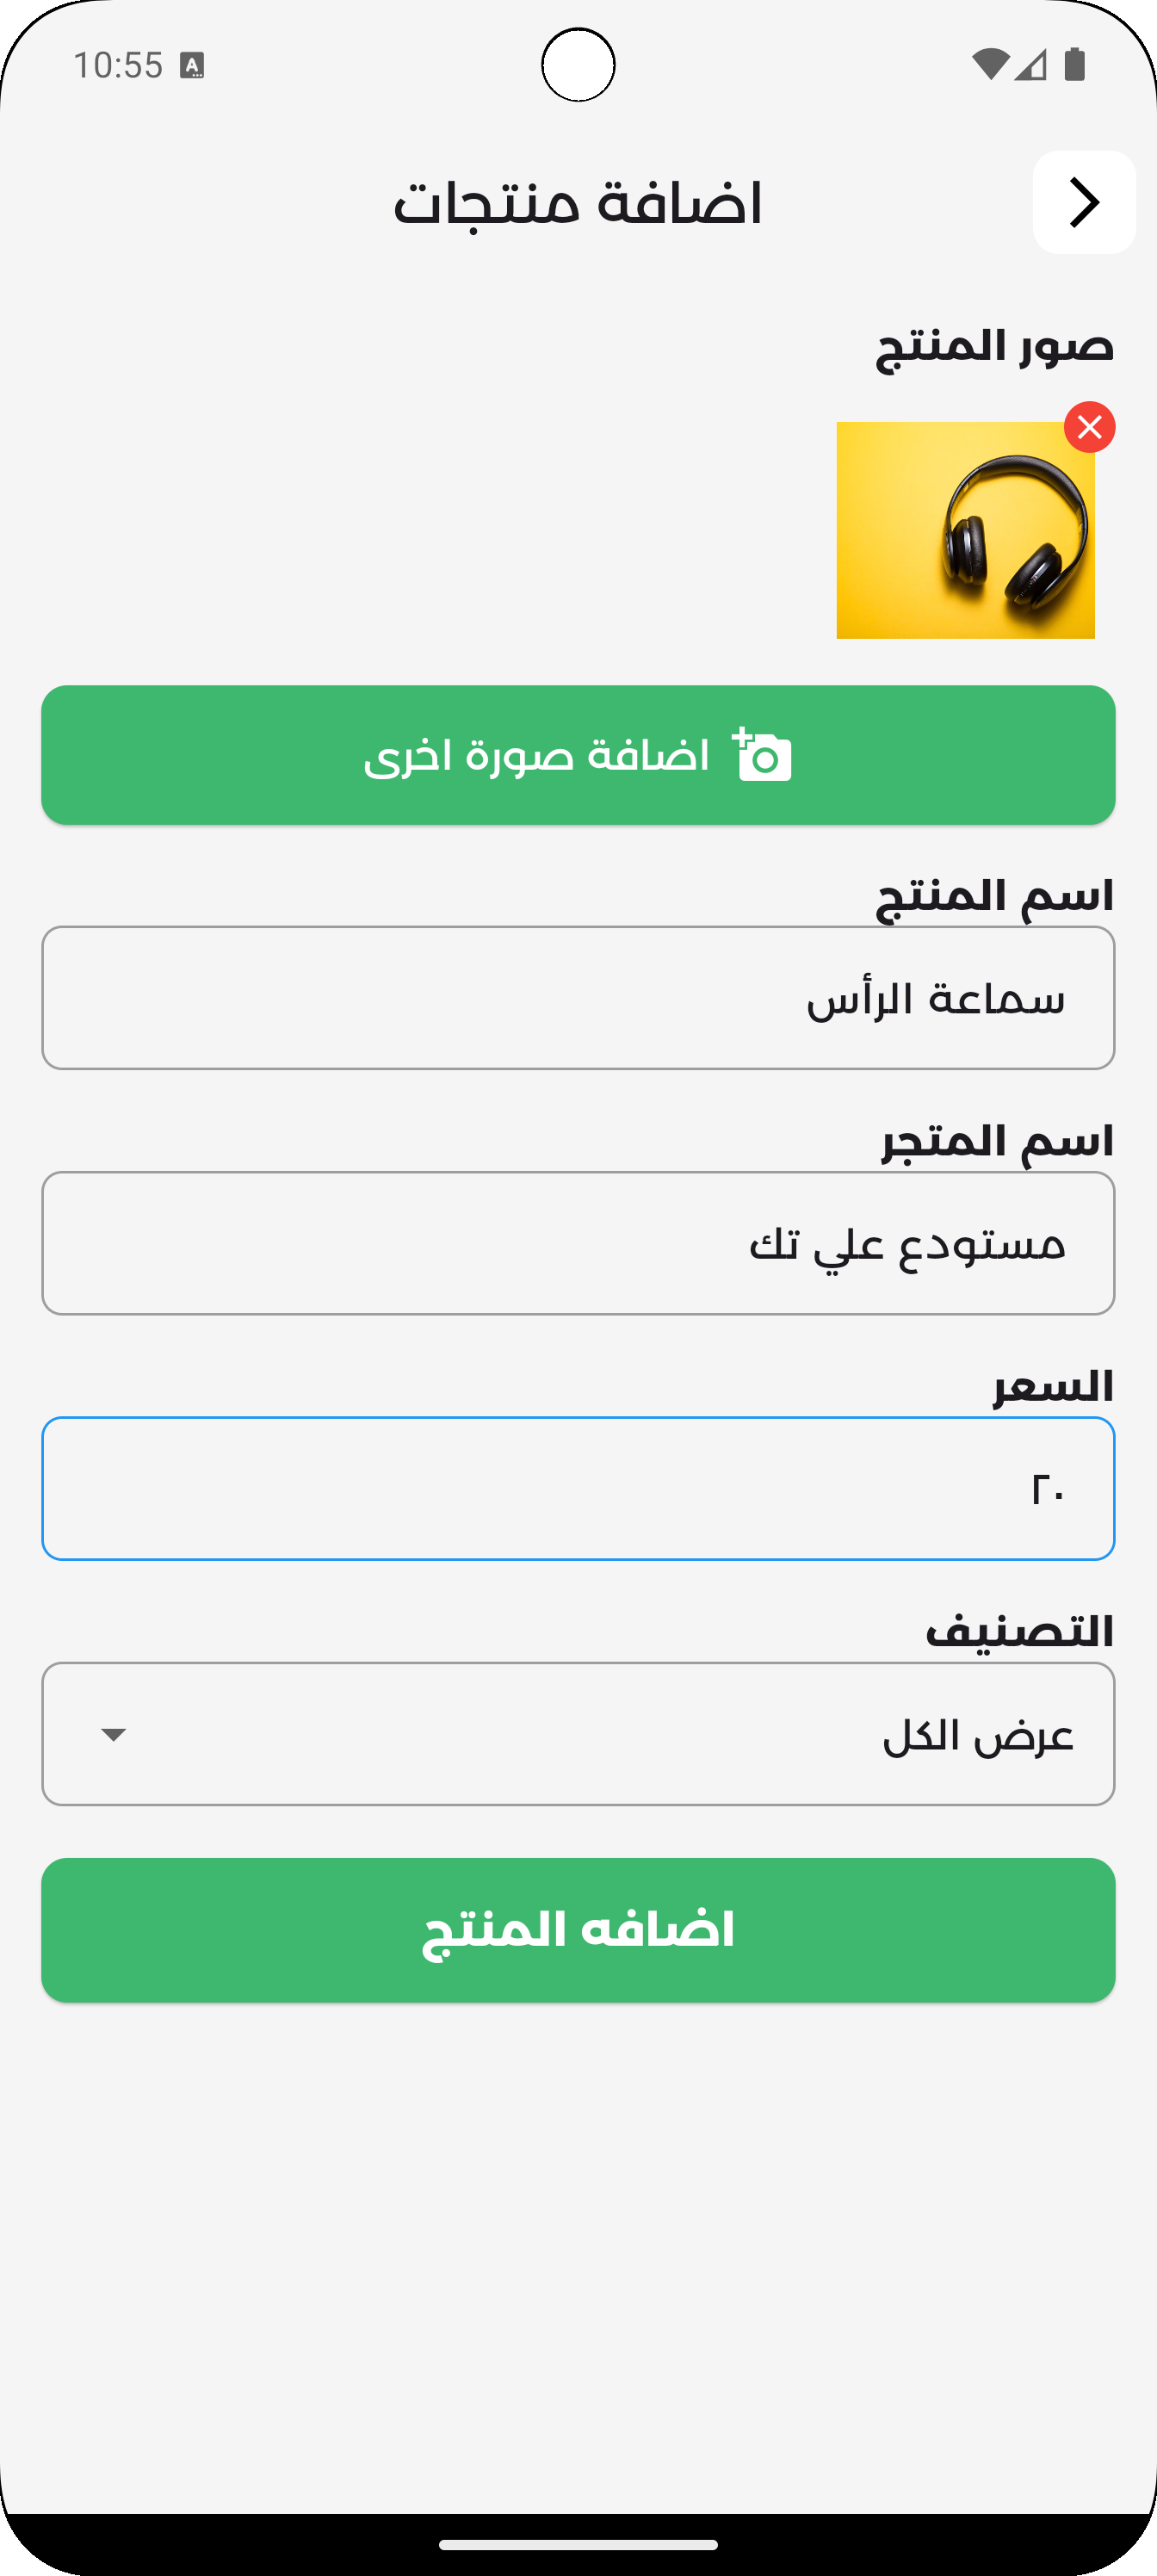 10:55
اضافة منتجات
صور المنتج
اضافة صورة اخرى
اسم المنتج
سماعة الرأس
اسم المتجر
مستودع علي تك
السعر
٢٠
التصنيف
عرض الكل
اضافه المنتج